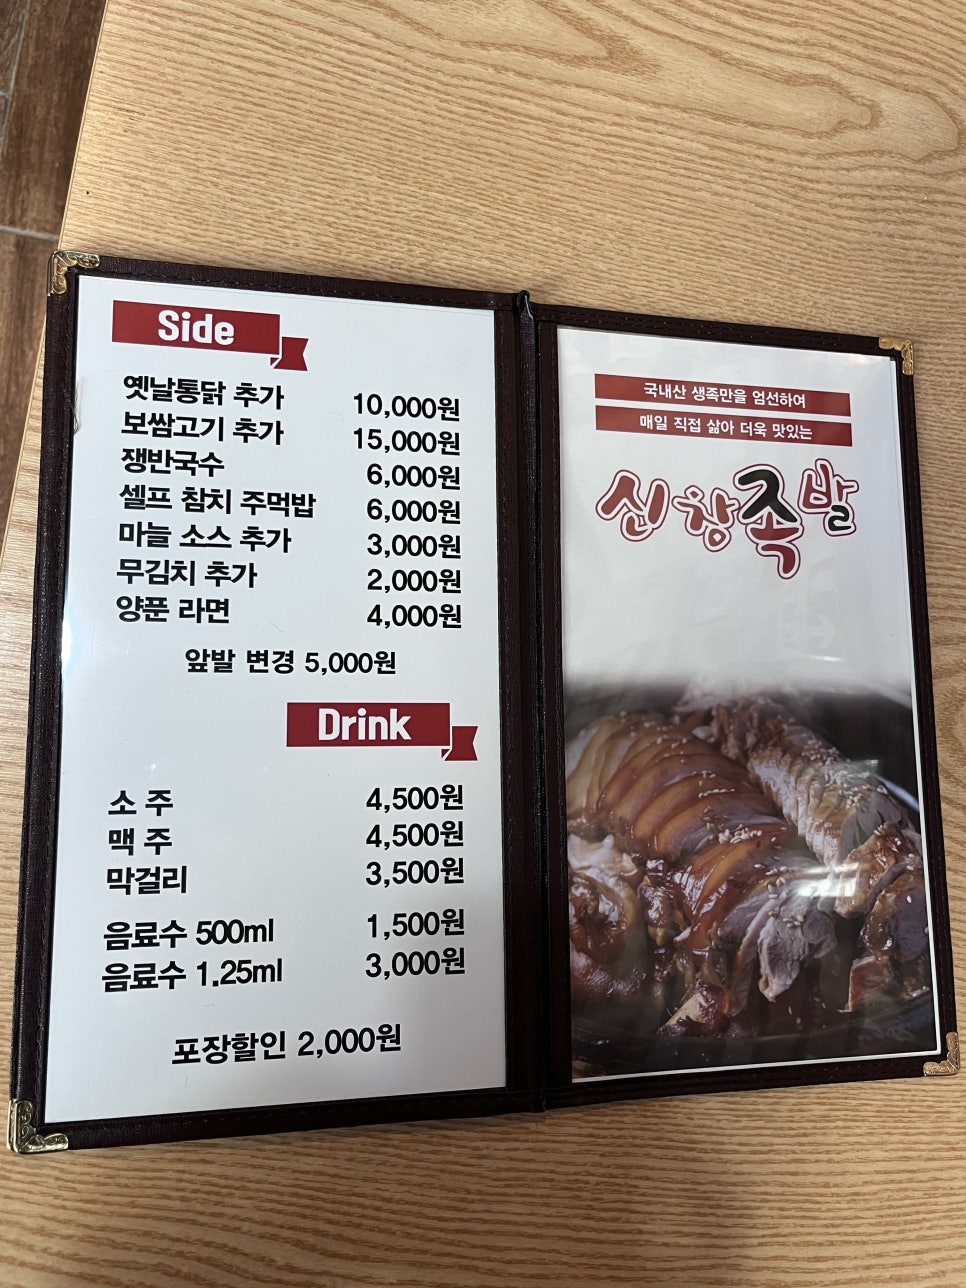 Side
옛날통닭 추가 10,000원
보쌈고기 추가 15,000원
쟁반국수 6,000원
셀프 참치 주먹밥 6,000원
마늘 소스 추가 3,000원
무김치 추가 2,000원
양푼 라면 4,000원
앞발 변경 5,000원
Drink
소 주 4,500원
맥 주 4,500원
막걸리 3,500원
음료수 500ml 1,500원
음료수 1.25ml 3,000원
포장할인 2,000원
국내산 생족만을 엄선하여
매일 직접 삶아 더욱 맛있는
신창족발